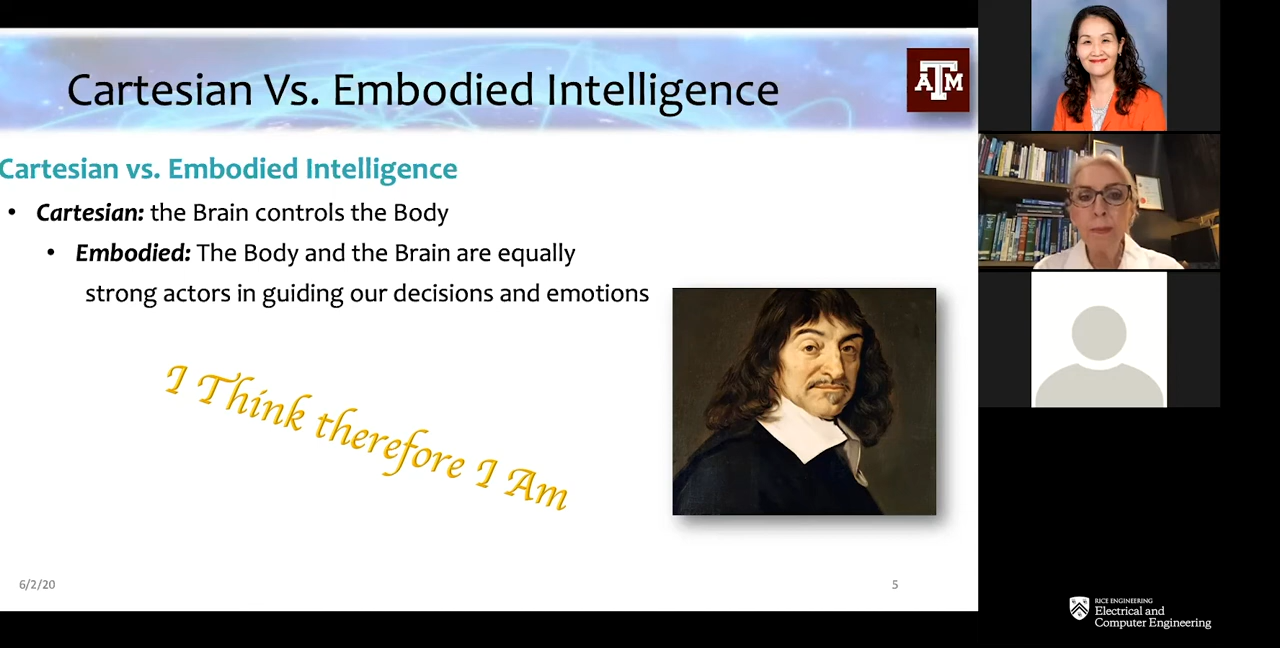 Cartesian Vs. Embodied Intelligence
ATM
Cartesian vs. Embodied Intelligence
• Cartesian: the Brain controls the Body
• Embodied: The Body and the Brain are equally
strong actors in guiding our decisions and emotions
I Think therefore I Am
6/2/20
5
RICE ENGINEERING
Electrical and
Computer Engineering